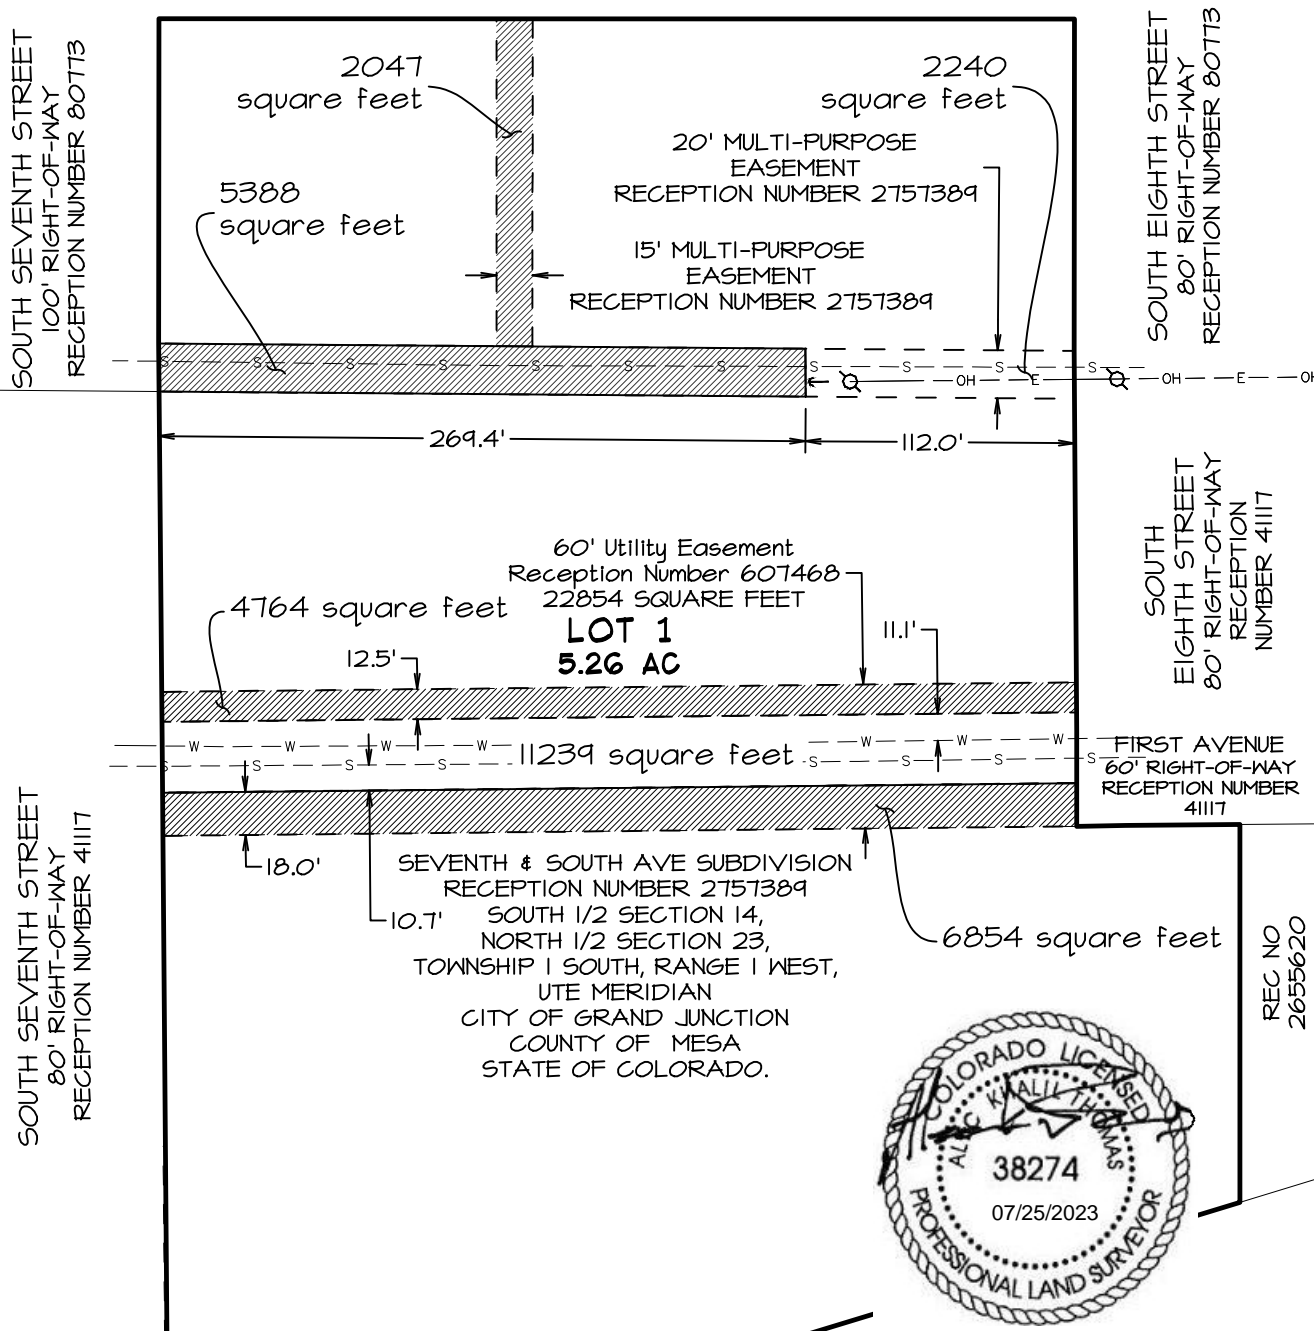 SOUTH SEVENTH STREET
100' RIGHT-OF-WAY
RECEPTION NUMBER 80773
2047
square feet
2240
square feet
SOUTH EIGHTH STREET
80' RIGHT-OF-WAY
RECEPTION NUMBER 80773
20' MULTI-PURPOSE
EASEMENT
RECEPTION NUMBER 2757389
5388
square feet
15' MULTI-PURPOSE
EASEMENT
RECEPTION NUMBER 2757389
S S S S S S S S S S S
OH E OH E OH
269.4' 112.0'
SOUTH
EIGHTH STREET
80' RIGHT-OF-WAY
RECEPTION
NUMBER 41117
60' Utility Easement
Reception Number 607468
22854 SQUARE FEET
4764 square feet
LOT 1
5.26 AC
12.5'
11.1'
W W W W W W W
S S S S S S S S
11239 square feet
FIRST AVENUE
60' RIGHT-OF-WAY
RECEPTION NUMBER
41117
SOUTH SEVENTH STREET
80' RIGHT-OF-WAY
RECEPTION NUMBER 41117
18.0'
10.7'
SEVENTH & SOUTH AVE SUBDIVISION
RECEPTION NUMBER 2757389
SOUTH 1/2 SECTION 14,
NORTH 1/2 SECTION 23,
TOWNSHIP 1 SOUTH, RANGE 1 WEST,
UTE MERIDIAN
CITY OF GRAND JUNCTION
COUNTY OF MESA
STATE OF COLORADO.
6854 square feet
REC NO
2655620
COLORADO LICENSED
KHALIL THOMAS
38274
07/25/2023
PROFESSIONAL LAND SURVEYOR